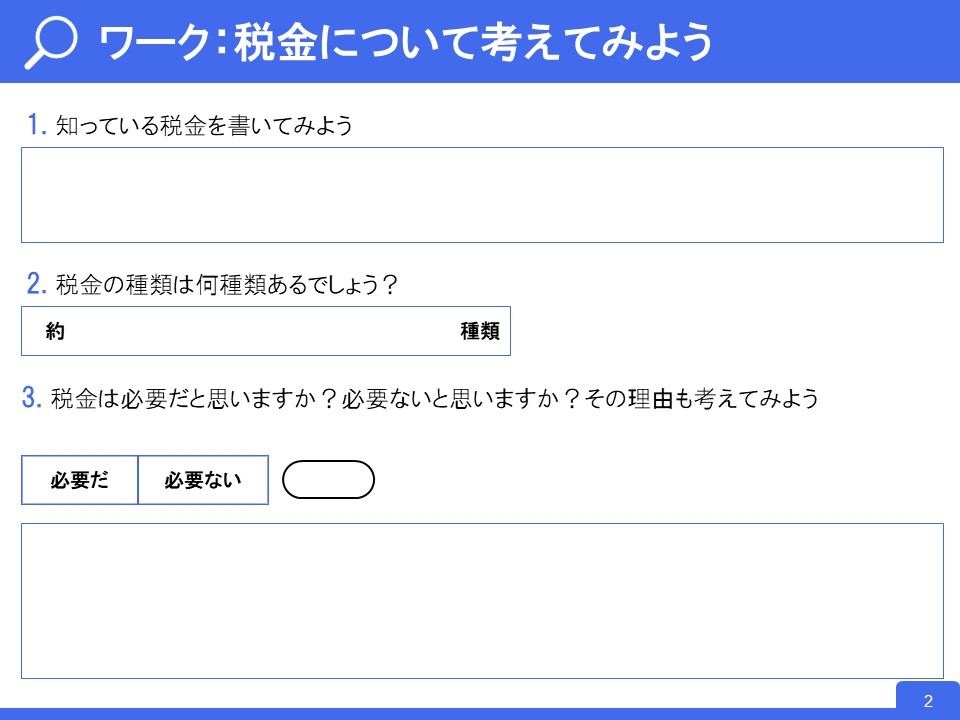 ワーク：税金について考えてみよう
1. 知っている税金を書いてみよう
2. 税金の種類は何種類あるでしょう？
約 種類
3. 税金は必要だと思いますか？必要ないと思いますか？その理由も考えてみよう
必要だ 必要ない
2